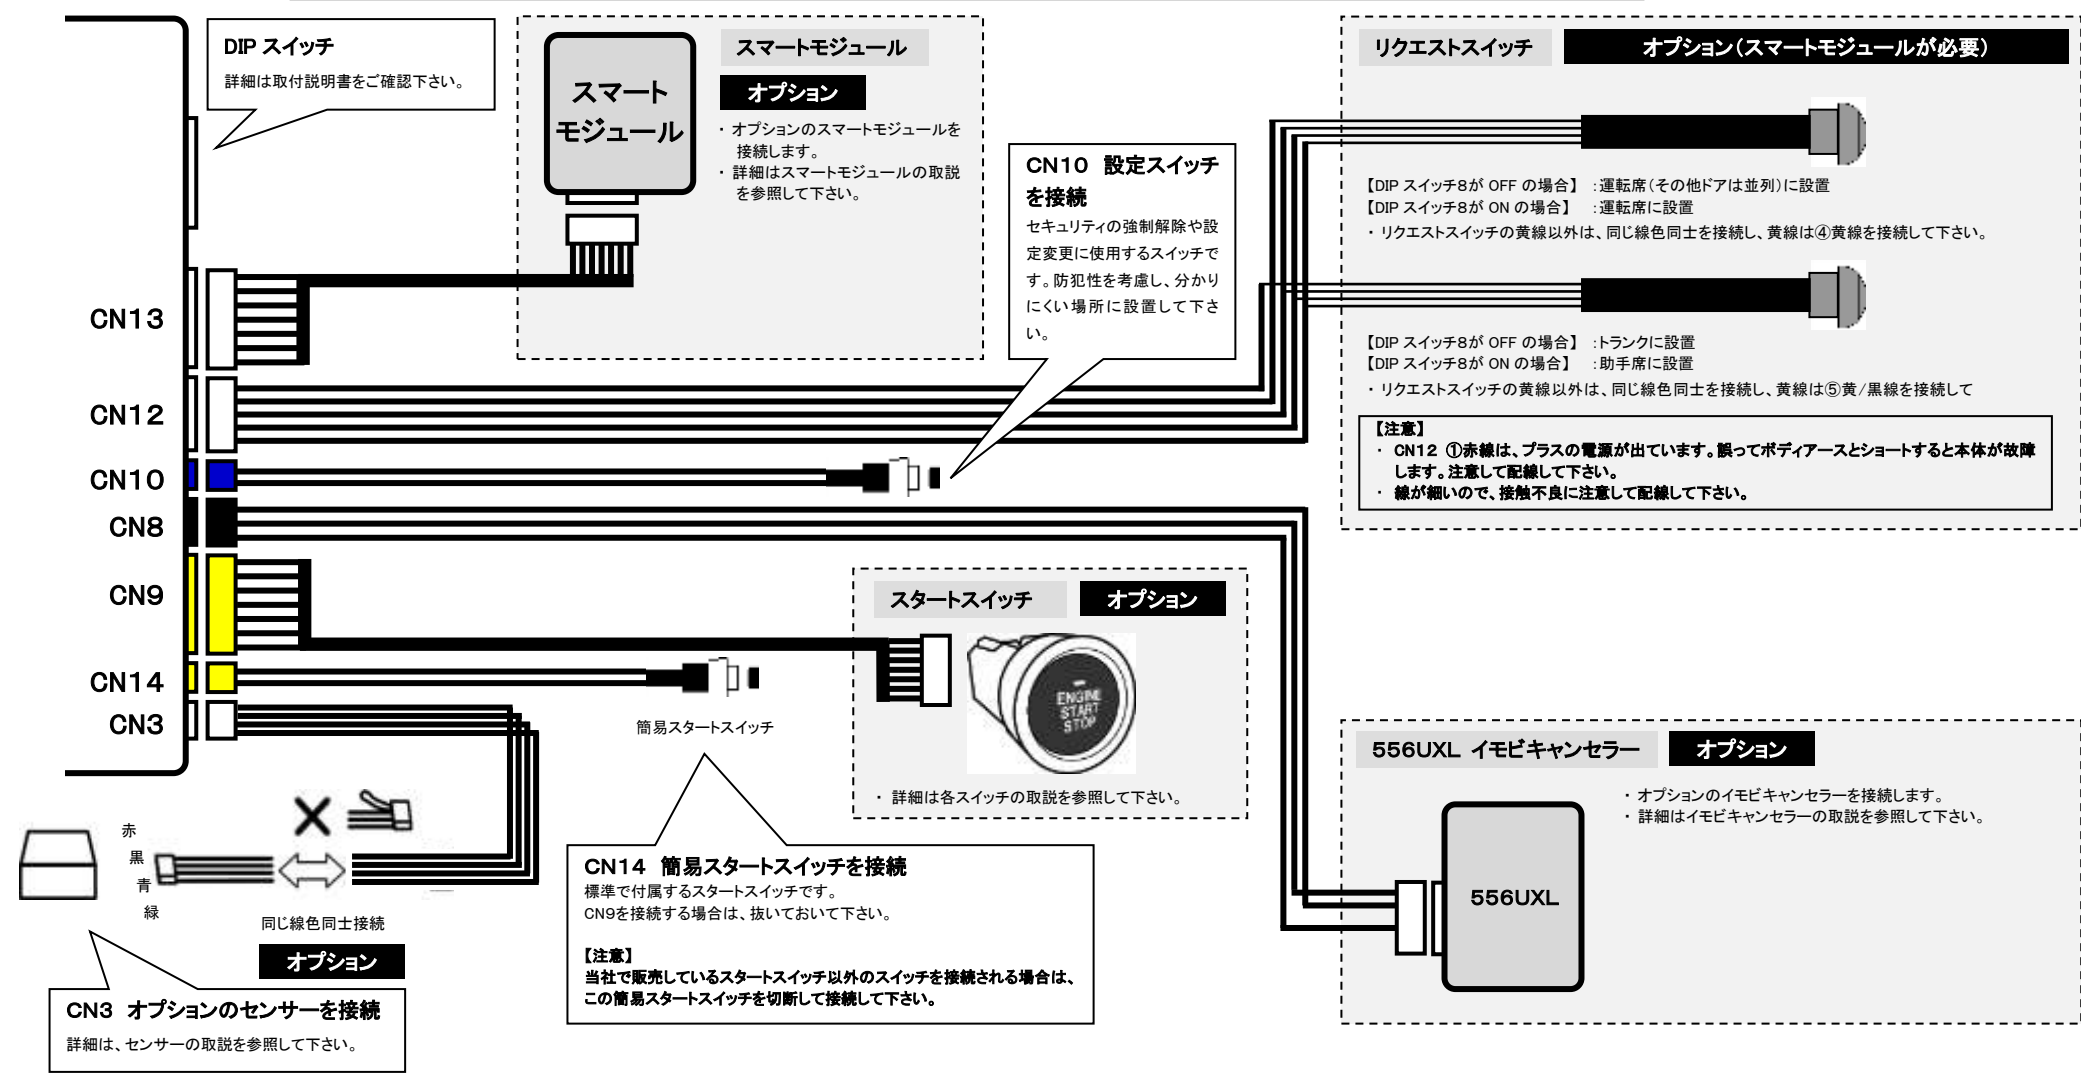 DIP スイッチ
詳細は取付説明書をご確認下さい。
スマート
モジュール
スマートモジュール
オプション
・ オプションのスマートモジュールを
接続します。
・ 詳細はスマートモジュールの取説
を参照して下さい。
CN10 設定スイッチ
を接続
セキュリティの強制解除や設
定変更に使用するスイッチで
す。防犯性を考慮し、分かり
にくい場所に設置して下さ
い。
リクエストスイッチ
オプション(スマートモジュールが必要)
【DIP スイッチ8が OFF の場合】 :運転席(その他ドアは並列)に設置
【DIP スイッチ8が ON の場合】 :運転席に設置
・ リクエストスイッチの黄線以外は、同じ線色同士を接続し、黄線は④黄線を接続して下さい。
【DIP スイッチ8が OFF の場合】 :トランクに設置
【DIP スイッチ8が ON の場合】 :助手席に設置
・ リクエストスイッチの黄線以外は、同じ線色同士を接続し、黄線は⑤黄/黒線を接続して
【注意】
・ CN12 ①赤線は、プラスの電源が出ています。誤ってボディアースとショートすると本体が故障
します。注意して配線して下さい。
・ 線が細いので、接触不良に注意して配線して下さい。
CN13
CN12
CN10
CN8
CN9
CN14
CN3
スタートスイッチ
オプション
ENGINE
START
STOP
・ 詳細は各スイッチの取説を参照して下さい。
簡易スタートスイッチ
CN14 簡易スタートスイッチを接続
標準で付属するスタートスイッチです。
CN9を接続する場合は、抜いておいて下さい。
【注意】
当社で販売しているスタートスイッチ以外のスイッチを接続される場合は、
この簡易スタートスイッチを切断して接続して下さい。
556UXL イモビキャンセラー
オプション
・ オプションのイモビキャンセラーを接続します。
・ 詳細はイモビキャンセラーの取説を参照して下さい。
556UXL
赤
黒
青
緑
同じ線色同士接続
オプション
CN3 オプションのセンサーを接続
詳細は、センサーの取説を参照して下さい。